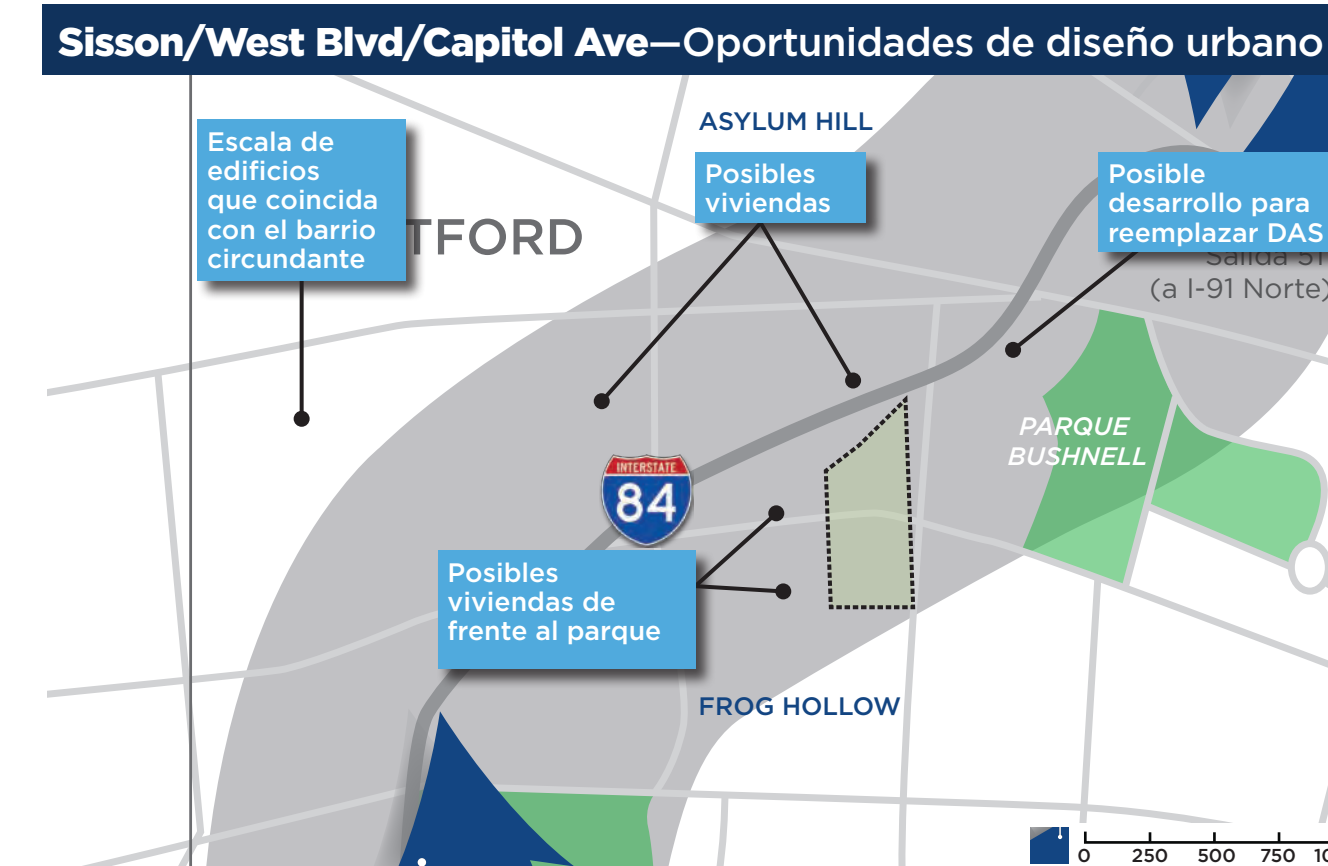 Sisson/West Blvd/Capitol Ave—Oportunidades de diseño urbano
ASYLUM HILL
Escala de
edificios
que coincida
con el barrio
circundante
TFORD
Posibles
viviendas
Posible
desarrollo para
reemplazar DAS
Salida 51
(a I-91 Norte)
PARQUE
BUSHNELL
INTERSTATE
84
Posibles
viviendas de
frente al parque
FROG HOLLOW
0 250 500 750